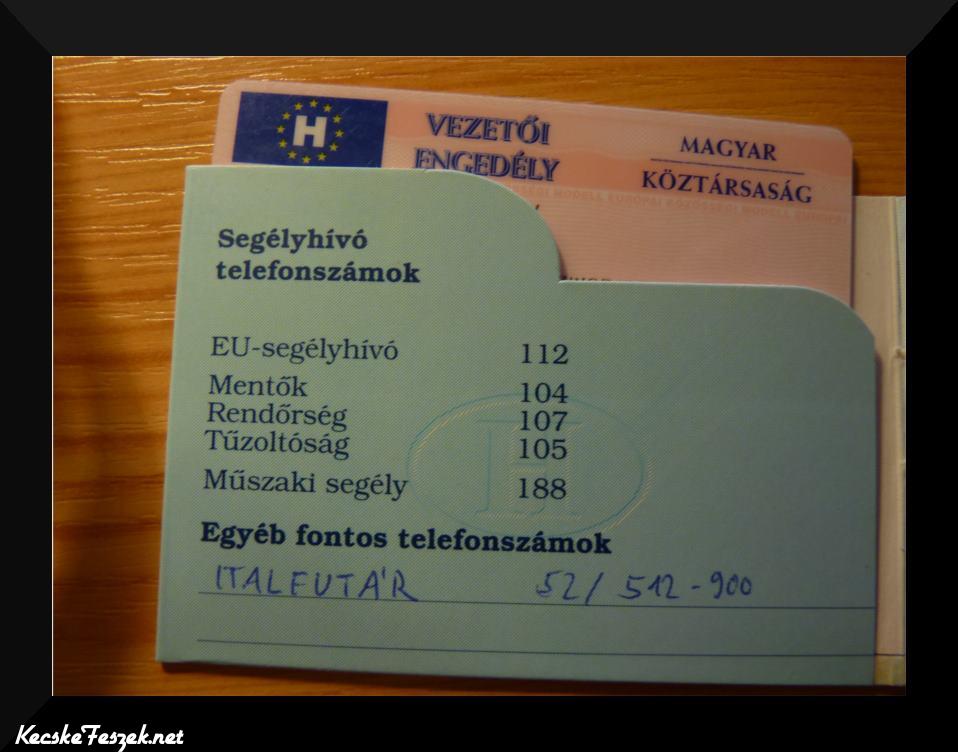 H
VEZETŐI
ENGEDÉLY
MAGYAR
KÖZTÁRSASÁG
Segélyhívó
telefonszámok
EU-segélyhívó 112
Mentők 104
Rendőrség 107
Tűzoltóság 105
Műszaki segély 188
H
Egyéb fontos telefonszámok
ITALFUTÁR 52/512-900
KecskeFeszek.net